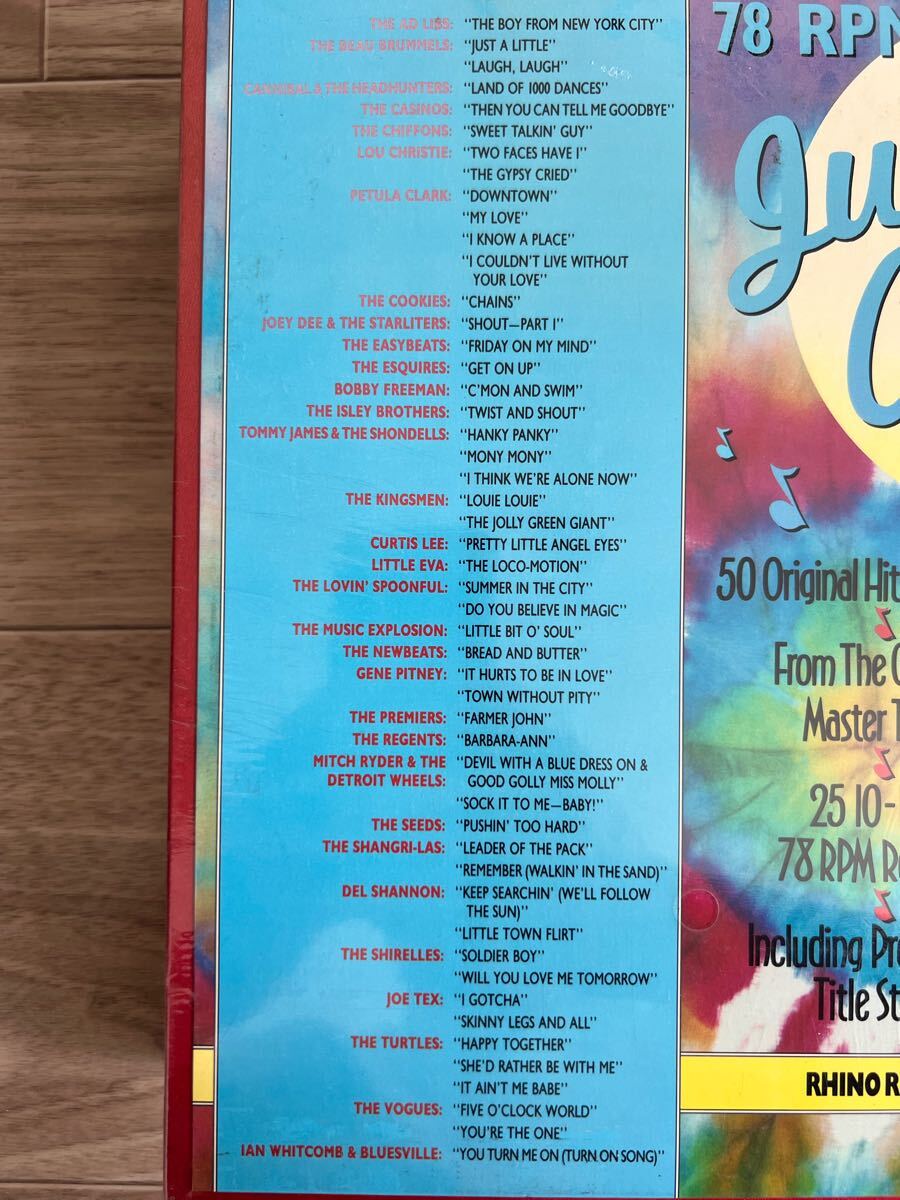 THE AD LIBS: "THE BOY FROM NEW YORK CITY"
THE BEAU BRUMMELS: "JUST A LITTLE"
"LAUGH, LAUGH"
CANNIBAL & THE HEADHUNTERS: "LAND OF 1000 DANCES"
THE CASINOS: "THEN YOU CAN TELL ME GOODBYE"
THE CHIFFONS: "SWEET TALKIN' GUY"
LOU CHRISTIE: "TWO FACES HAVE I"
"THE GYPSY CRIED"
PETULA CLARK: "DOWNTOWN"
"MY LOVE"
"I KNOW A PLACE"
"I COULDN'T LIVE WITHOUT
YOUR LOVE"
THE COOKIES: "CHAINS"
JOEY DEE & THE STARLITERS: "SHOUT—PART I"
THE EASYBEATS: "FRIDAY ON MY MIND"
THE ESQUIRES: "GET ON UP"
BOBBY FREEMAN: "C'MON AND SWIM"
THE ISLEY BROTHERS: "TWIST AND SHOUT"
TOMMY JAMES & THE SHONDELLS: "HANKY PANKY"
"MONY MONY"
"I THINK WE'RE ALONE NOW"
THE KINGSMEN: "LOUIE LOUIE"
"THE JOLLY GREEN GIANT"
CURTIS LEE: "PRETTY LITTLE ANGEL EYES"
LITTLE EVA: "THE LOCO-MOTION"
THE LOVIN' SPOONFUL: "SUMMER IN THE CITY"
"DO YOU BELIEVE IN MAGIC"
THE MUSIC EXPLOSION: "LITTLE BIT O' SOUL"
THE NEWBEATS: "BREAD AND BUTTER"
GENE PITNEY: "IT HURTS TO BE IN LOVE"
"TOWN WITHOUT PITY"
THE PREMIERS: "FARMER JOHN"
THE REGENTS: "BARBARA-ANN"
MITCH RYDER & THE "DEVIL WITH A BLUE DRESS ON &
DETROIT WHEELS: GOOD GOLLY MISS MOLLY"
"SOCK IT TO ME—BABY!"
THE SEEDS: "PUSHIN' TOO HARD"
THE SHANGRI-LAS: "LEADER OF THE PACK"
"REMEMBER (WALKIN' IN THE SAND)"
DEL SHANNON: "KEEP SEARCHIN' (WE'LL FOLLOW
THE SUN)"
"LITTLE TOWN FLIRT"
THE SHIRELLES: "SOLDIER BOY"
"WILL YOU LOVE ME TOMORROW"
JOE TEX: "I GOTCHA"
"SKINNY LEGS AND ALL"
THE TURTLES: "HAPPY TOGETHER"
"SHE'D RATHER BE WITH ME"
"IT AIN'T ME BABE"
THE VOGUES: "FIVE O'CLOCK WORLD"
"YOU'RE THE ONE"
IAN WHITCOMB & BLUESVILLE: "YOU TURN ME ON (TURN ON SONG)"
78 RPM
Ju
50 Original Hit
From The
Master
25 10-
78 RPM R
Including Pr
Title St
RHINO R